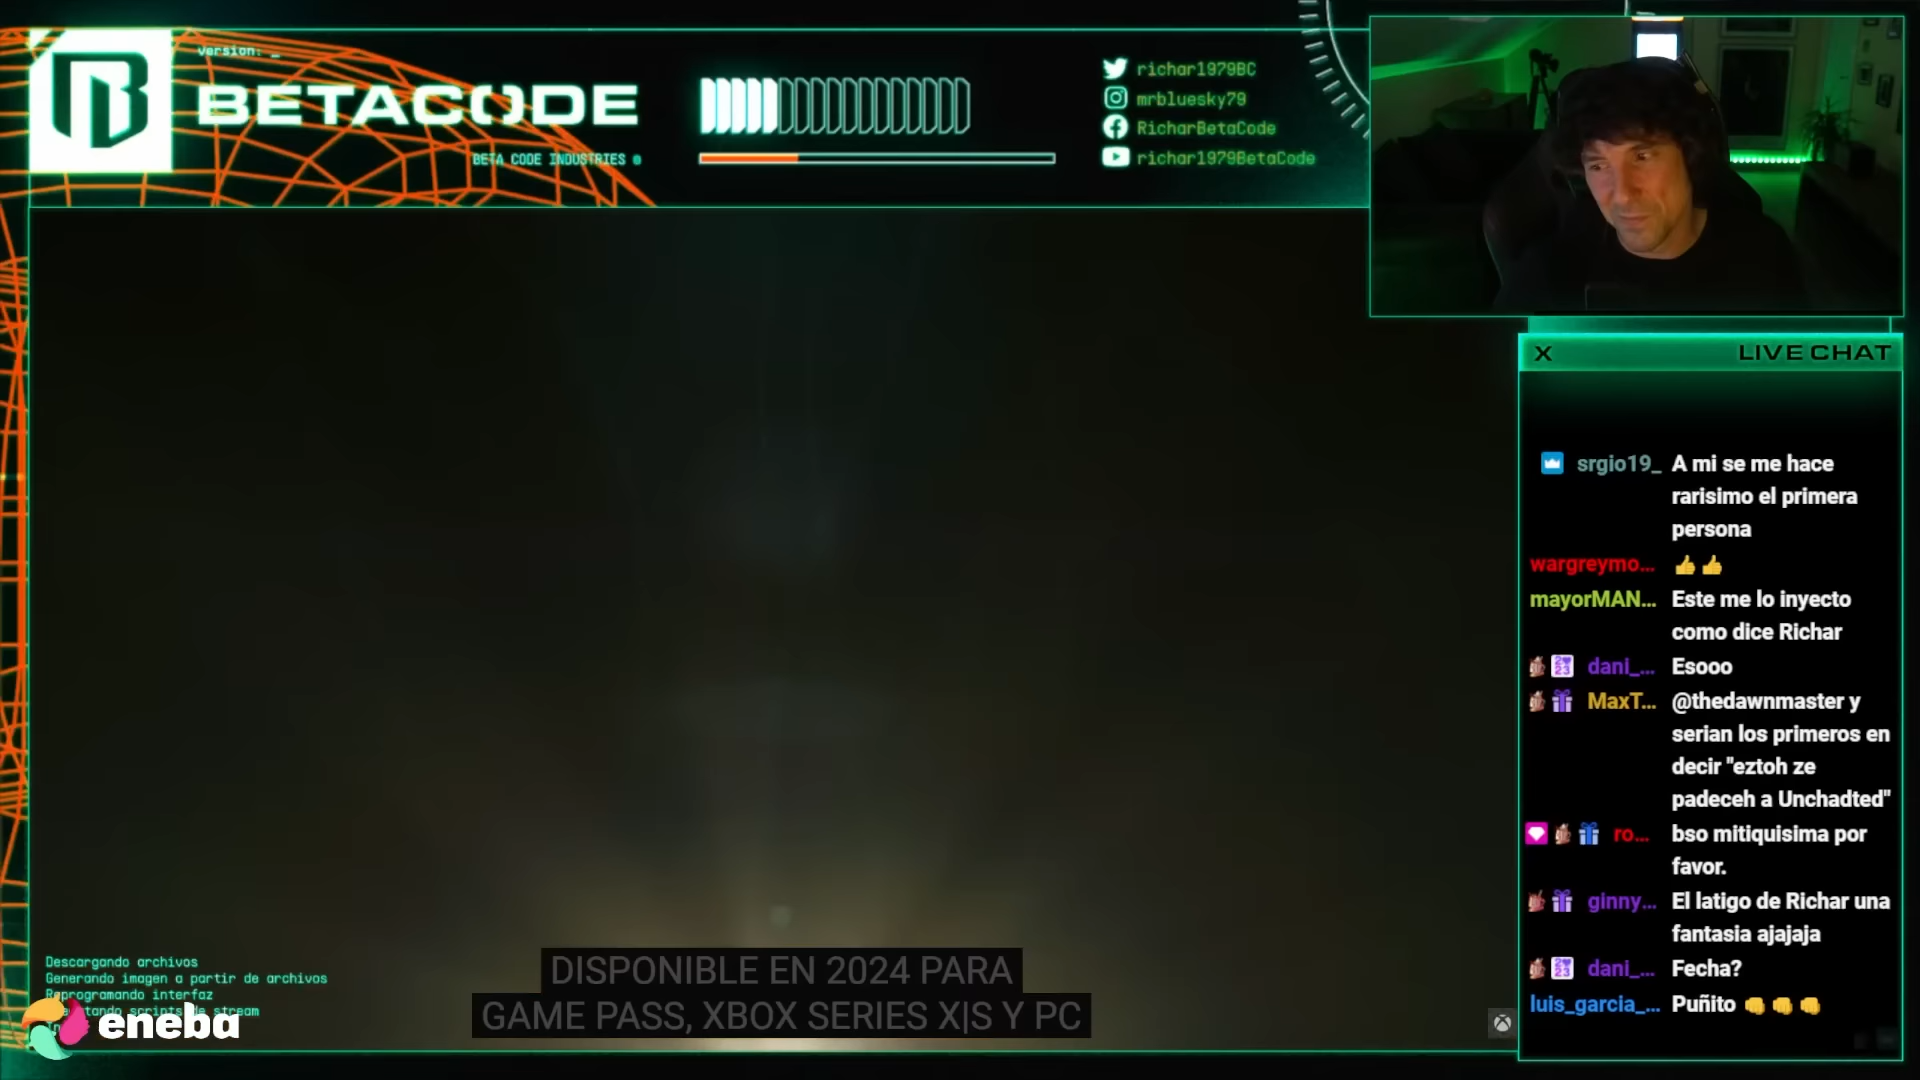 version: _
BETACODE
BETA CODE INDUSTRIES ©
richar1979BC
mrbluesky79
RicharBetaCode
richar1979BetaCode
X LIVE CHAT
srgio19_ A mi se me hace
rarisimo el primera
persona
wargreymo... 👍👍
mayorMAN... Este me lo inyecto
como dice Richar
dani_... Esooo
MaxT... @thedawnmaster y
serian los primeros en
decir "eztoh ze
padeceh a Unchadted"
ro... bso mitiquisima por
favor.
ginny... El latigo de Richar una
fantasia ajajaja
dani_... Fecha?
luis_garcia_... Puñito 👊👊👊
Descargando archivos
Generando imagen a partir de archivos
Reprogramando interfaz
scripts de stream
eneba
DISPONIBLE EN 2024 PARA
GAME PASS, XBOX SERIES X|S Y PC